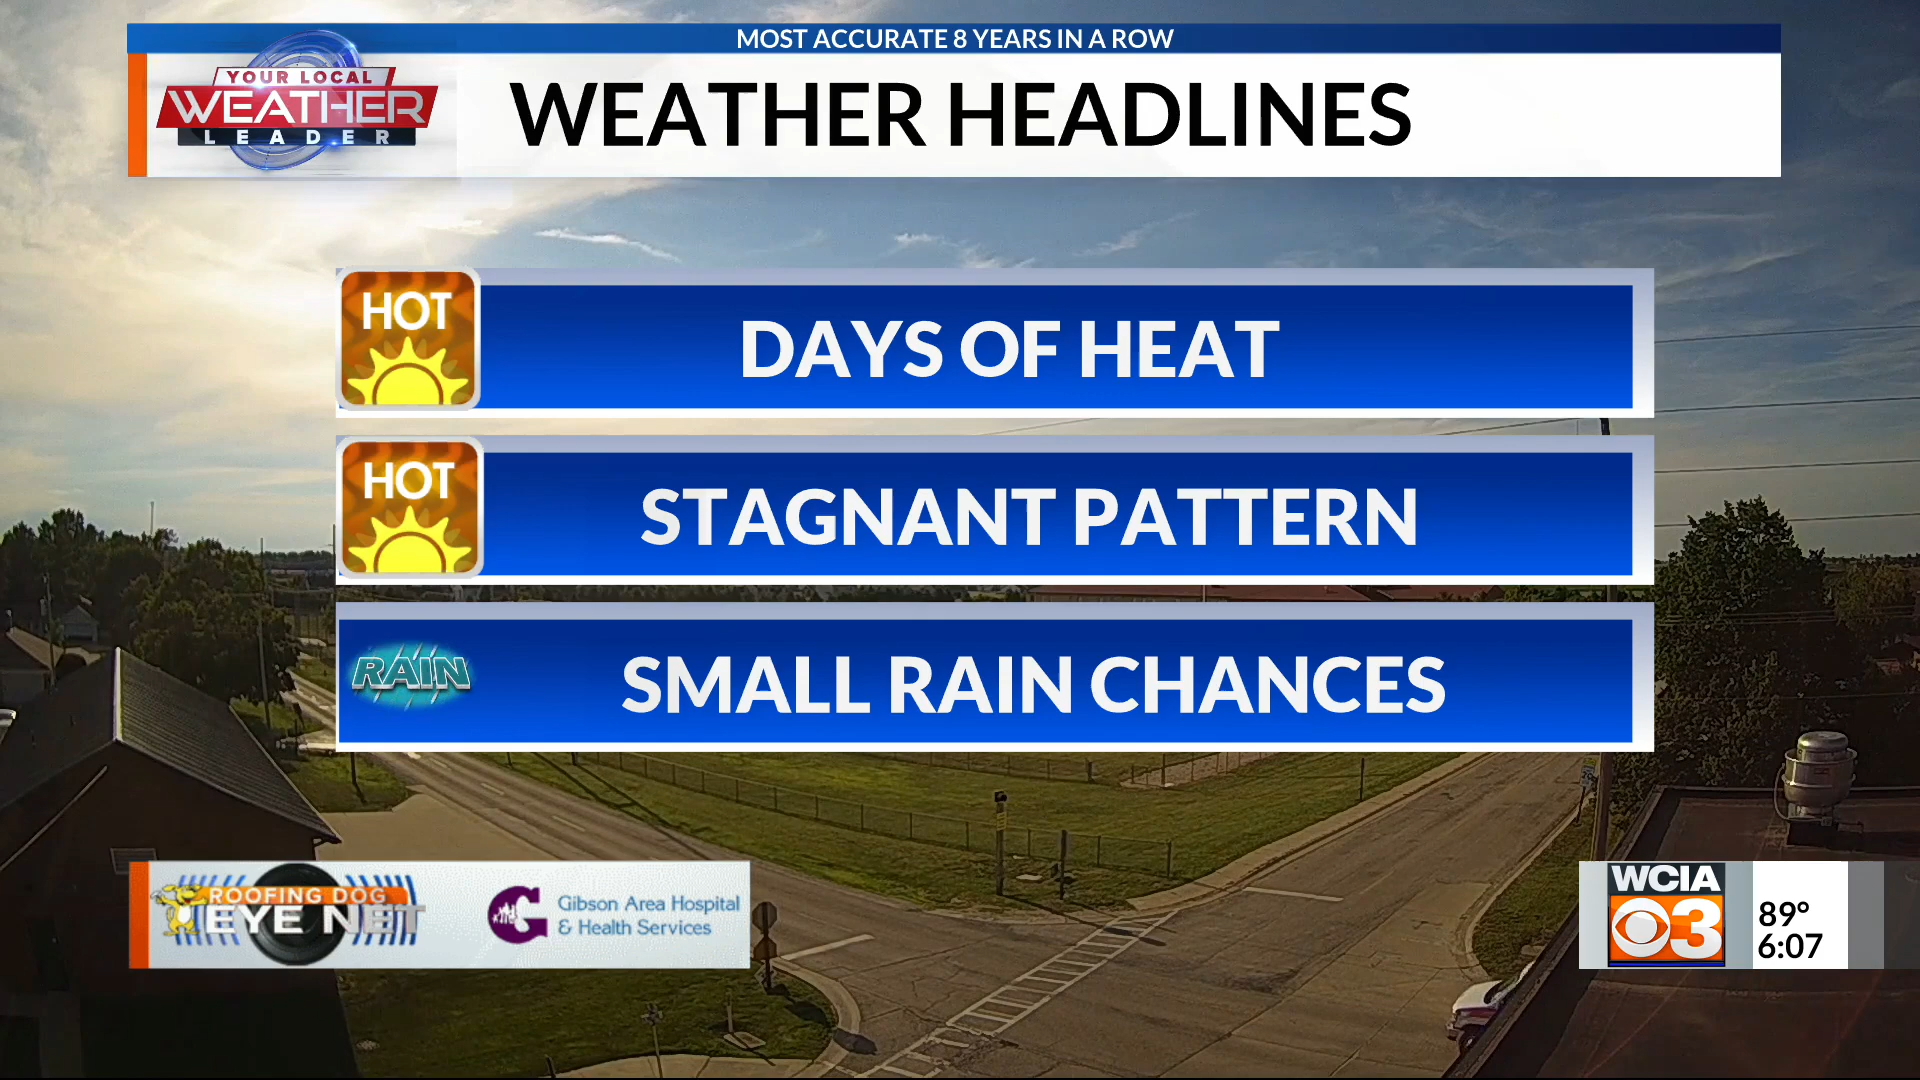 MOST ACCURATE 8 YEARS IN A ROW
YOUR LOCAL
WEATHER
LEADER
WEATHER HEADLINES
HOT
DAYS OF HEAT
HOT
STAGNANT PATTERN
RAIN
SMALL RAIN CHANCES
ROOFING DOG
EYE NET
G
Gibson Area Hospital
& Health Services
WCIA
3
89°
6:07